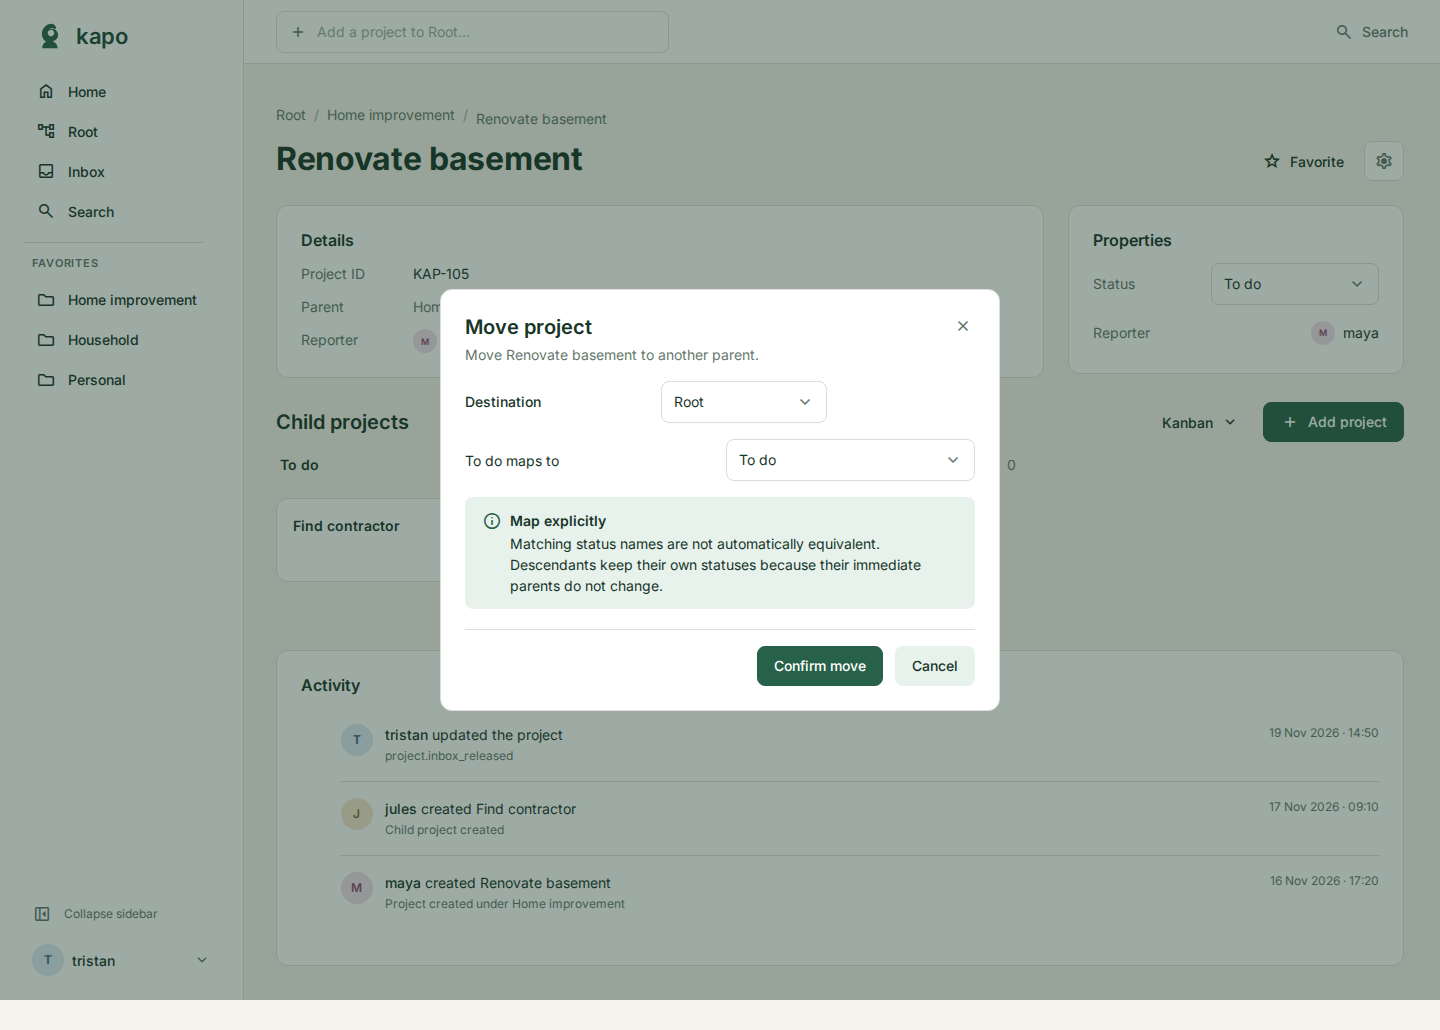 kapo
Add a project to Root...
Search
Home
Root
Inbox
Search
FAVORITES
Home improvement
Household
Personal
Collapse sidebar
T tristan
Root / Home improvement / Renovate basement
Renovate basement
Favorite
Details
Project ID KAP-105
Parent
Reporter M
Properties
Status To do
Reporter M maya
Child projects
Kanban
Add project
To do
0
Find contractor
Move project
Move Renovate basement to another parent.
Destination Root
To do maps to To do
Map explicitly
Matching status names are not automatically equivalent.
Descendants keep their own statuses because their immediate
parents do not change.
Confirm move Cancel
Activity
T tristan updated the project 19 Nov 2026 · 14:50
project.inbox_released
J jules created Find contractor 17 Nov 2026 · 09:10
Child project created
M maya created Renovate basement 16 Nov 2026 · 17:20
Project created under Home improvement